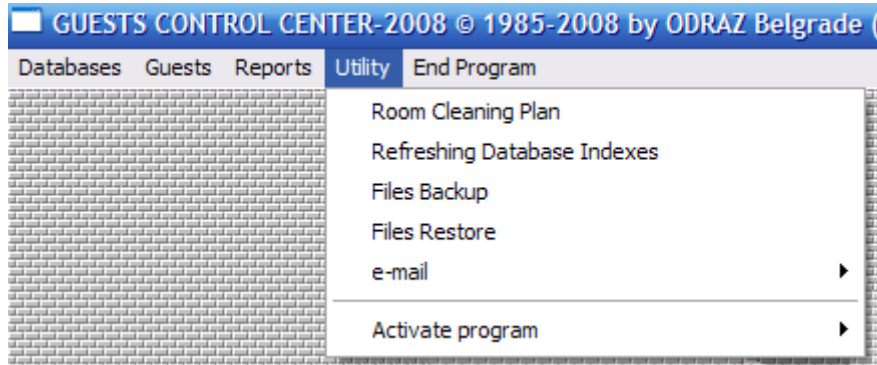 GUESTS CONTROL CENTER-2008 © 1985-2008 by ODRAZ Belgrade (
Databases Guests Reports Utility End Program
Room Cleaning Plan
Refreshing Database Indexes
Files Backup
Files Restore
e-mail
Activate program